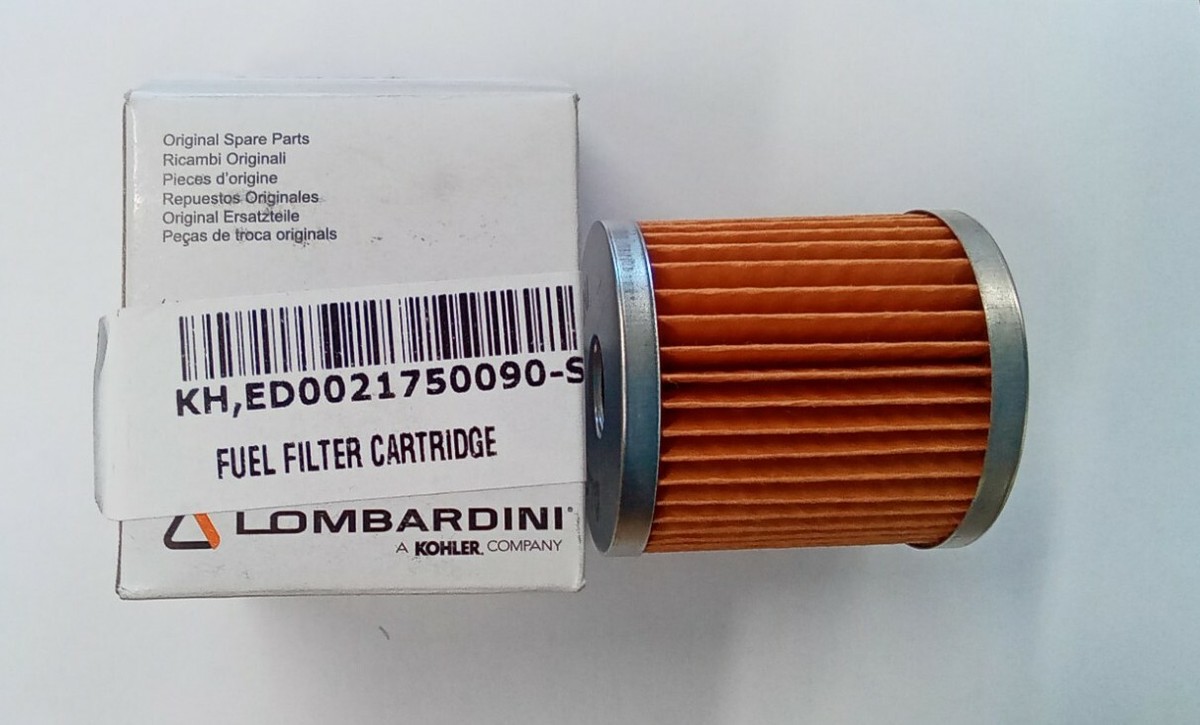 Original Spare Parts
Ricambi Originali
Pieces d'origine
Repuestos Originales
Original Ersatzteile
Peças de troca originals
KH,ED0021750090-S
FUEL FILTER CARTRIDGE
LOMBARDINI
A KOHLER. COMPANY